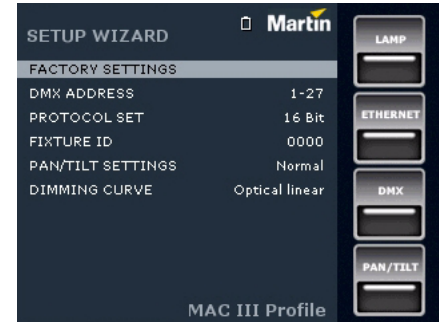 SETUP WIZARD
Martin
FACTORY SETTINGS
DMX ADDRESS 1-27
PROTOCOL SET 16 Bit
FIXTURE ID 0000
PAN/TILT SETTINGS Normal
DIMMING CURVE Optical linear
MAC III Profile
LAMP
ETHERNET
DMX
PAN/TILT